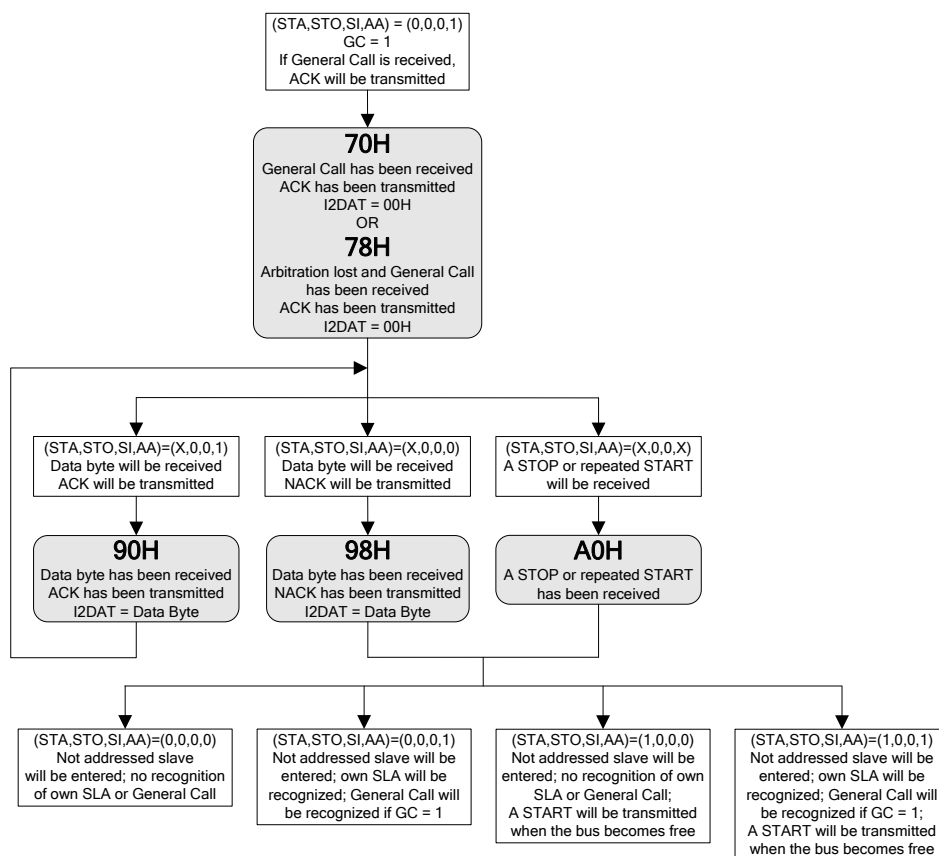 (STA,STO,SI,AA) = (0,0,0,1)
GC = 1
If General Call is received,
ACK will be transmitted
70H
General Call has been received
ACK has been transmitted
I2DAT = 00H
OR
78H
Arbitration lost and General Call
has been received
ACK has been transmitted
I2DAT = 00H
(STA,STO,SI,AA)=(X,0,0,1)
Data byte will be received
ACK will be transmitted
(STA,STO,SI,AA)=(X,0,0,0)
Data byte will be received
NACK will be transmitted
(STA,STO,SI,AA)=(X,0,0,X)
A STOP or repeated START
will be received
90H
Data byte has been received
ACK has been transmitted
I2DAT = Data Byte
98H
Data byte has been received
NACK has been transmitted
I2DAT = Data Byte
A0H
A STOP or repeated START
has been received
(STA,STO,SI,AA)=(0,0,0,0)
Not addressed slave
will be entered; no recognition
of own SLA or General Call
(STA,STO,SI,AA)=(0,0,0,1)
Not addressed slave will be
entered; own SLA will be
recognized; General Call will
be recognized if GC = 1
(STA,STO,SI,AA)=(1,0,0,0)
Not addressed slave will be
entered; no recognition of own
SLA or General Call;
A START will be transmitted
when the bus becomes free
(STA,STO,SI,AA)=(1,0,0,1)
Not addressed slave will be
entered; own SLA will be
recognized; General Call will
be recognized if GC = 1;
A START will be transmitted
when the bus becomes free